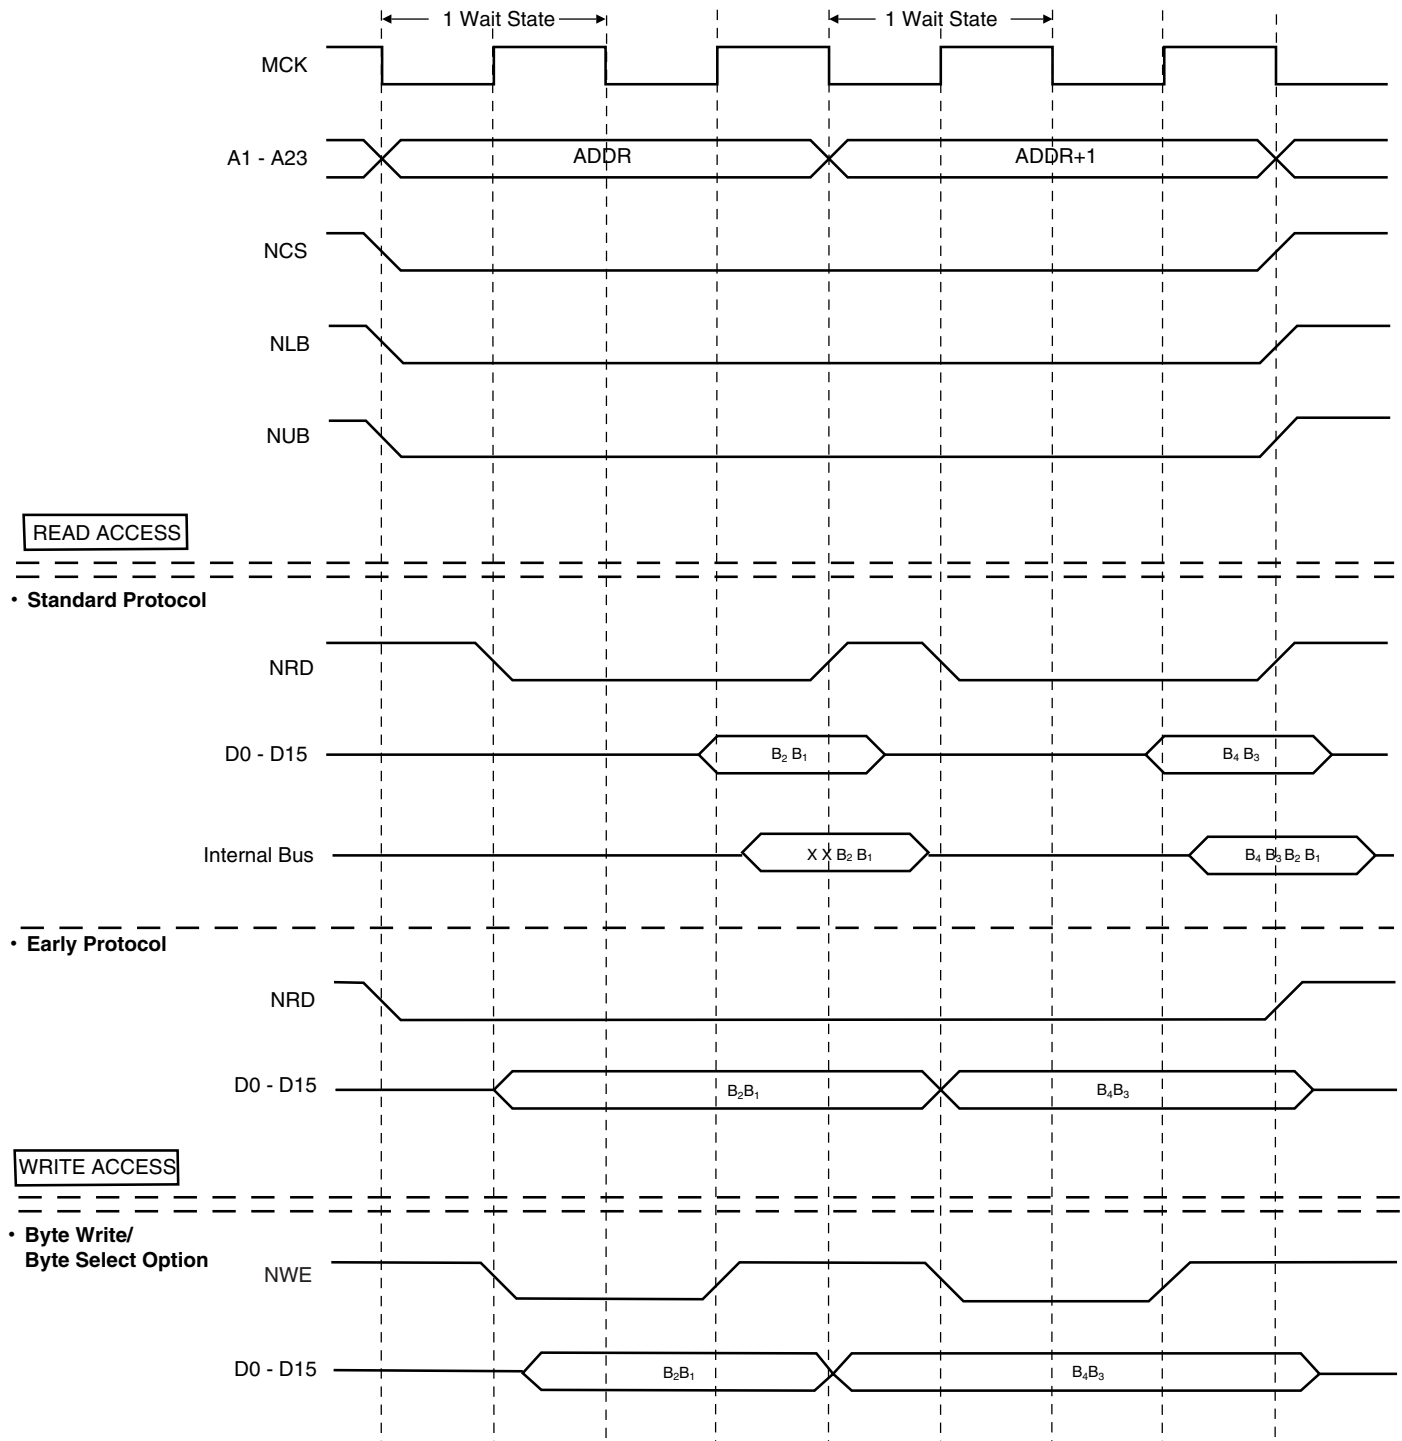 1 Wait State 1 Wait State
MCK
A1 - A23 ADDR ADDR+1
NCS
NLB
NUB
READ ACCESS
• Standard Protocol
NRD
D0 - D15 B₂ B₁ B₄ B₃
Internal Bus X X B₂ B₁ B₄ B₃ B₂ B₁
• Early Protocol
NRD
D0 - D15 B₂B₁ B₄B₃
WRITE ACCESS
• Byte Write/
Byte Select Option
NWE
D0 - D15 B₂B₁ B₄B₃